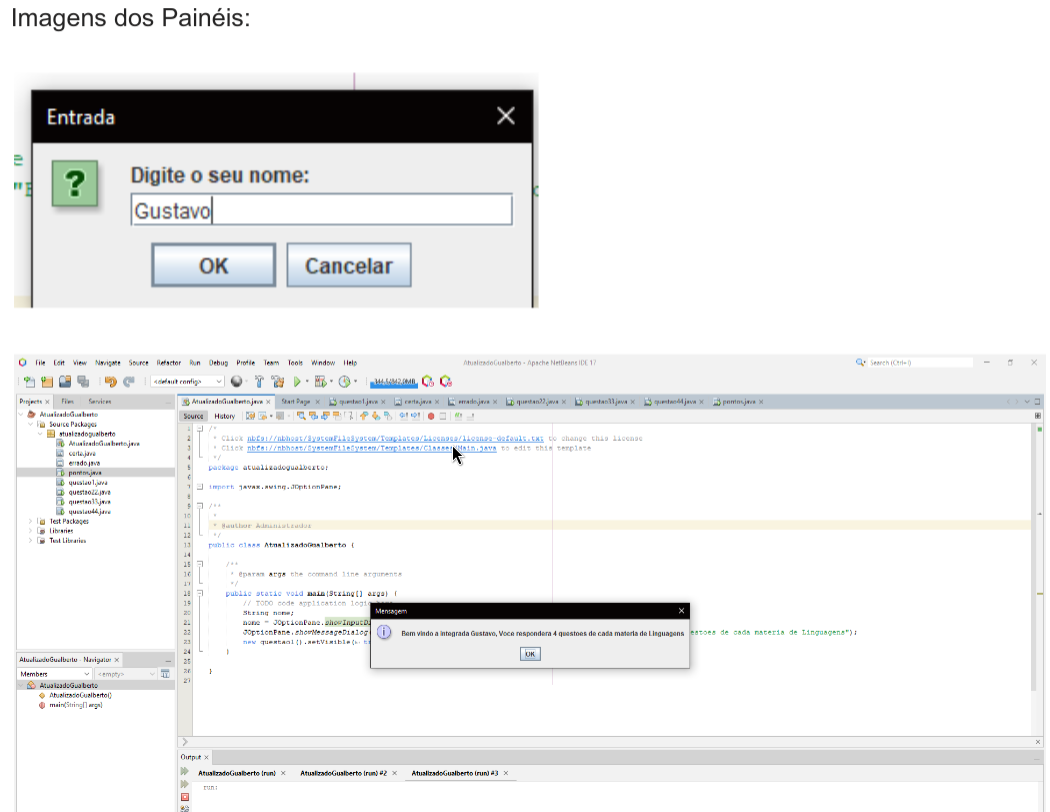 Imagens dos Painéis:
Entrada
Digite o seu nome:
Gustavo
OK Cancelar
File Edit View Navigate Source Refactor Run Debug Profile Team Tools Window Help AtualizadoGualberto - Apache NetBeans IDE 17 Search (Ctrl+I)
<default config>
Projects Files Services
AtualizadoGualberto.java Start Page questao1.java certa.java errado.java questao22.java questao33.java questao44.java pontos.java
Source History
AtualizadoGualberto
Source Packages
atualizadogualberto
AtualizadoGualberto.java
certa.java
errado.java
pontos.java
questao1.java
questao22.java
questao33.java
questao44.java
Test Packages
Libraries
Test Libraries
1 /*
2 * Click nbfs://nbhost/SystemFileSystem/Templates/Licenses/license-default.txt to change this license
3 * Click nbfs://nbhost/SystemFileSystem/Templates/Classes/Main.java to edit this template
4 */
5 package atualizadogualberto;
6
7 import javax.swing.JOptionPane;
8
9 /**
10 *
11 * @author Administrador
12 */
13 public class AtualizadoGualberto {
14
15 /**
16 * @param args the command line arguments
17 */
18 public static void main(String[] args) {
19 // TODO code application logic
20 String nome;
21 nome = JOptionPane.showInputD
22 JOptionPane.showMessageDialog estoes de cada materia de Linguagens");
23 new questao1().setVisible(
24 }
25
26 }
27
Mensagem
Bem vindo a integrada Gustavo, Voce respondera 4 questoes de cada materia de Linguagens
OK
AtualizadoGualberto - Navigator
Members <empty>
AtualizadoGualberto
AtualizadoGualberto()
main(String[] args)
Output
AtualizadoGualberto (run) AtualizadoGualberto (run) #2 AtualizadoGualberto (run) #3
run: